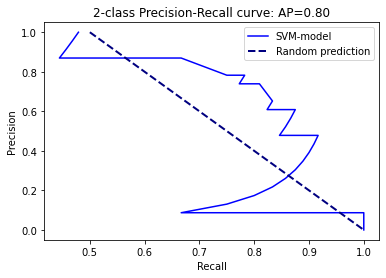 2-class Precision-Recall curve: AP=0.80
SVM-model
Random prediction
Precision
1.0
0.8
0.6
0.4
0.2
0.0
0.5 0.6 0.7 0.8 0.9 1.0
Recall